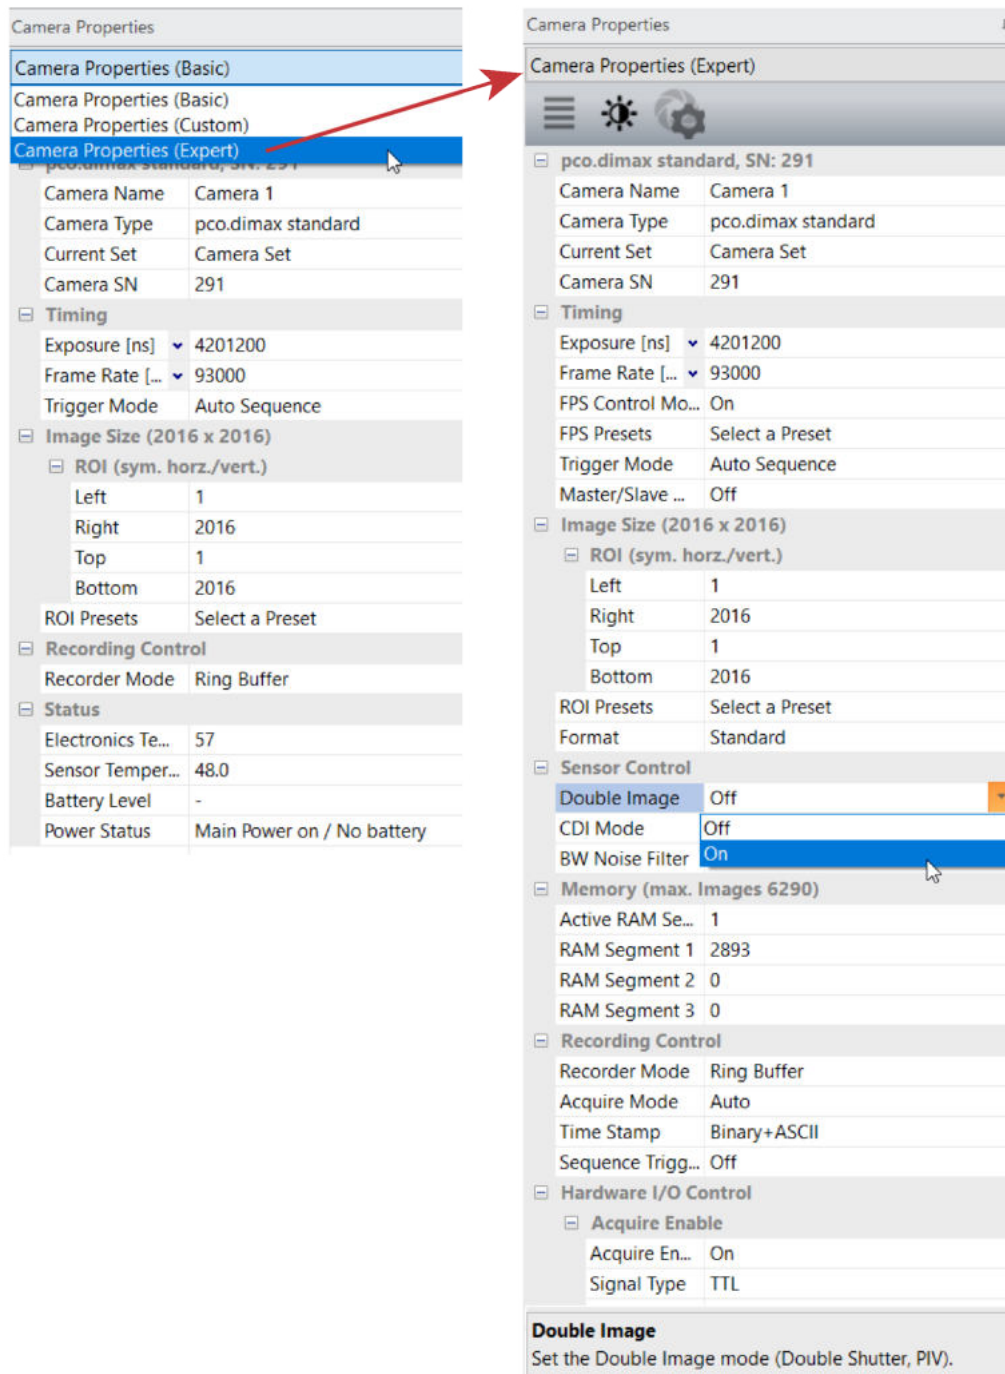 Camera Properties
Camera Properties (Basic)
Camera Properties (Basic)
Camera Properties (Custom)
Camera Properties (Expert)
pco.dimax standard, SN: 291
Camera Name Camera 1
Camera Type pco.dimax standard
Current Set Camera Set
Camera SN 291
Timing
Exposure [ns] 4201200
Frame Rate [... 93000
Trigger Mode Auto Sequence
Image Size (2016 x 2016)
ROI (sym. horz./vert.)
Left 1
Right 2016
Top 1
Bottom 2016
ROI Presets Select a Preset
Recording Control
Recorder Mode Ring Buffer
Status
Electronics Te... 57
Sensor Temper... 48.0
Battery Level -
Power Status Main Power on / No battery
Camera Properties
Camera Properties (Expert)
pco.dimax standard, SN: 291
Camera Name Camera 1
Camera Type pco.dimax standard
Current Set Camera Set
Camera SN 291
Timing
Exposure [ns] 4201200
Frame Rate [... 93000
FPS Control Mo... On
FPS Presets Select a Preset
Trigger Mode Auto Sequence
Master/Slave ... Off
Image Size (2016 x 2016)
ROI (sym. horz./vert.)
Left 1
Right 2016
Top 1
Bottom 2016
ROI Presets Select a Preset
Format Standard
Sensor Control
Double Image Off
CDI Mode Off
BW Noise Filter On
Memory (max. Images 6290)
Active RAM Se... 1
RAM Segment 1 2893
RAM Segment 2 0
RAM Segment 3 0
Recording Control
Recorder Mode Ring Buffer
Acquire Mode Auto
Time Stamp Binary+ASCII
Sequence Trigg... Off
Hardware I/O Control
Acquire Enable
Acquire En... On
Signal Type TTL
Double Image
Set the Double Image mode (Double Shutter, PIV).